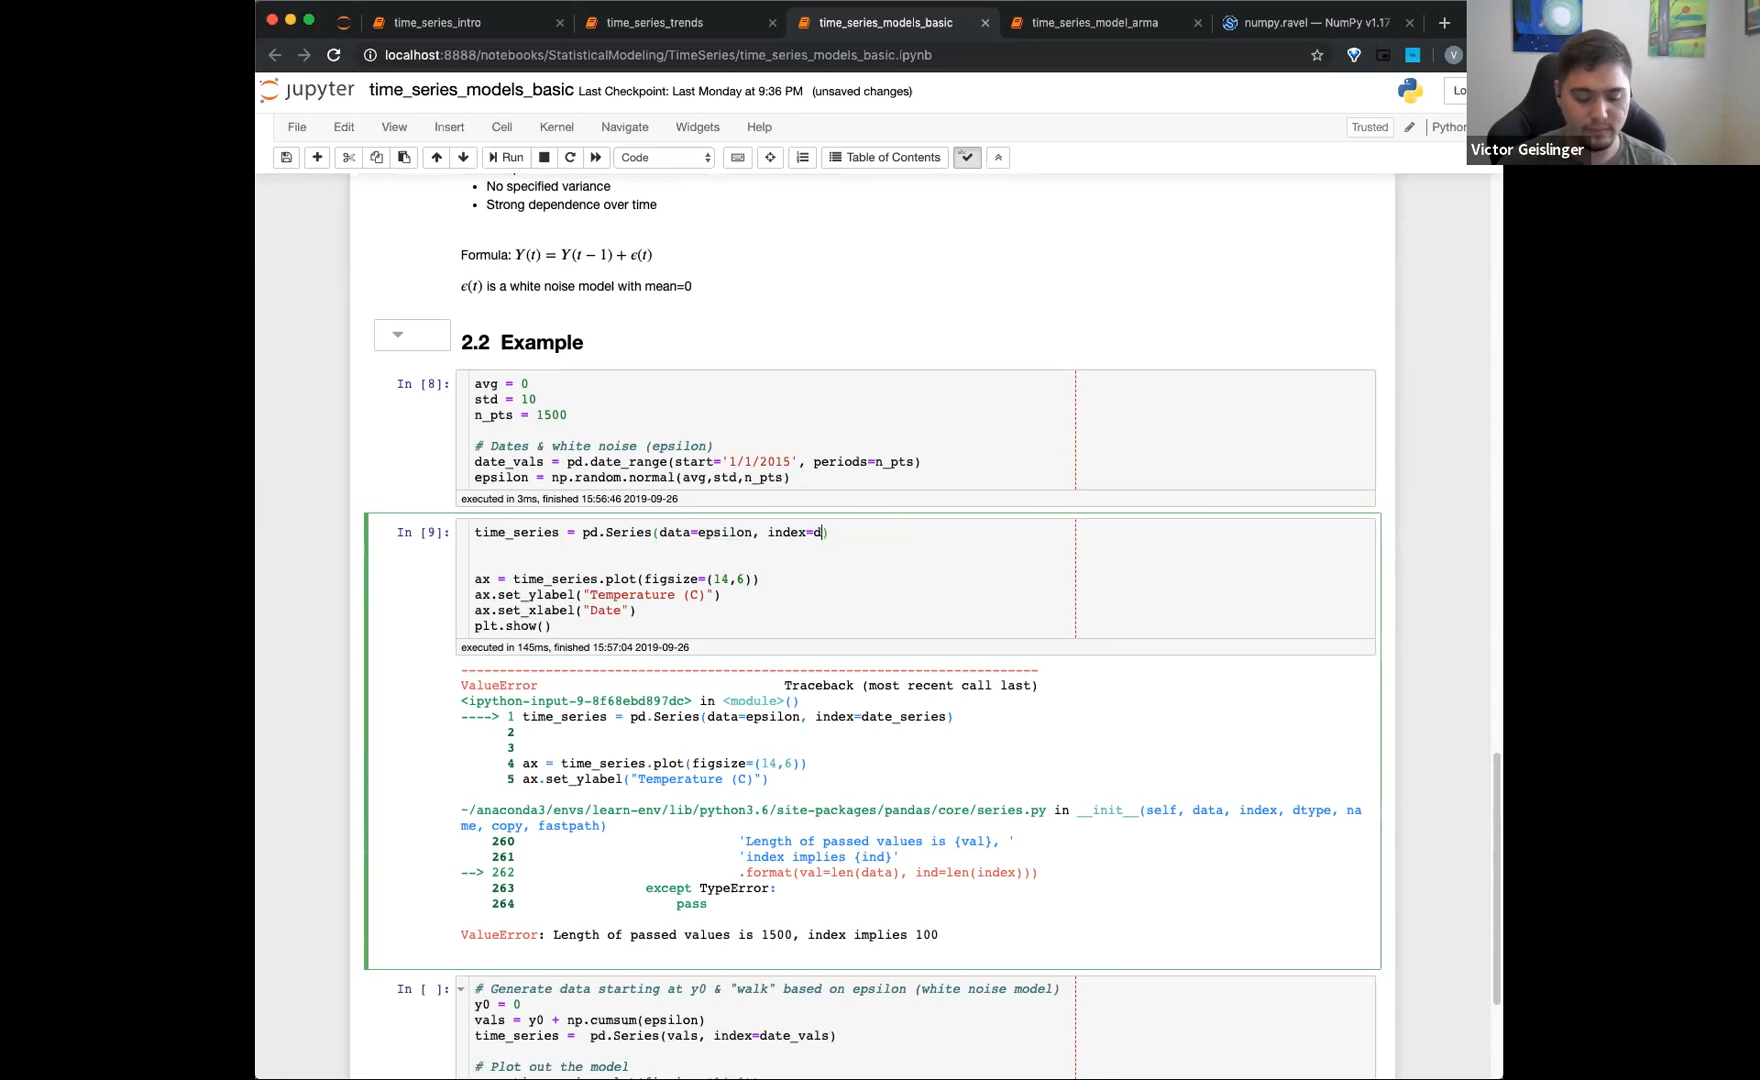 time_series_intro
time_series_trends
time_series_models_basic
time_series_model_arma
numpy.ravel — NumPy v1.17
localhost:8888/notebooks/StatisticalModeling/TimeSeries/time_series_models_basic.ipynb
V
jupyter time_series_models_basic Last Checkpoint: Last Monday at 9:36 PM (unsaved changes)
Lo
Victor Geislinger
File Edit View Insert Cell Kernel Navigate Widgets Help
Trusted
Python
Run
Code
Table of Contents
• No specified variance
• Strong dependence over time
Formula: Y(t) = Y(t − 1) + ϵ(t)
ϵ(t) is a white noise model with mean=0
2.2 Example
In [8]:
avg = 0
std = 10
n_pts = 1500
# Dates & white noise (epsilon)
date_vals = pd.date_range(start='1/1/2015', periods=n_pts)
epsilon = np.random.normal(avg,std,n_pts)
executed in 3ms, finished 15:56:46 2019-09-26
In [9]:
time_series = pd.Series(data=epsilon, index=d)
ax = time_series.plot(figsize=(14,6))
ax.set_ylabel("Temperature (C)")
ax.set_xlabel("Date")
plt.show()
executed in 145ms, finished 15:57:04 2019-09-26
---------------------------------------------------------------------------
ValueError Traceback (most recent call last)
<ipython-input-9-8f68ebd897dc> in <module>()
----> 1 time_series = pd.Series(data=epsilon, index=date_series)
2
3
4 ax = time_series.plot(figsize=(14,6))
5 ax.set_ylabel("Temperature (C)")
~/anaconda3/envs/learn-env/lib/python3.6/site-packages/pandas/core/series.py in __init__(self, data, index, dtype, na
me, copy, fastpath)
260 'Length of passed values is {val}, '
261 'index implies {ind}'
--> 262 .format(val=len(data), ind=len(index)))
263 except TypeError:
264 pass
ValueError: Length of passed values is 1500, index implies 100
In [ ]:
# Generate data starting at y0 & "walk" based on epsilon (white noise model)
y0 = 0
vals = y0 + np.cumsum(epsilon)
time_series = pd.Series(vals, index=date_vals)
# Plot out the model